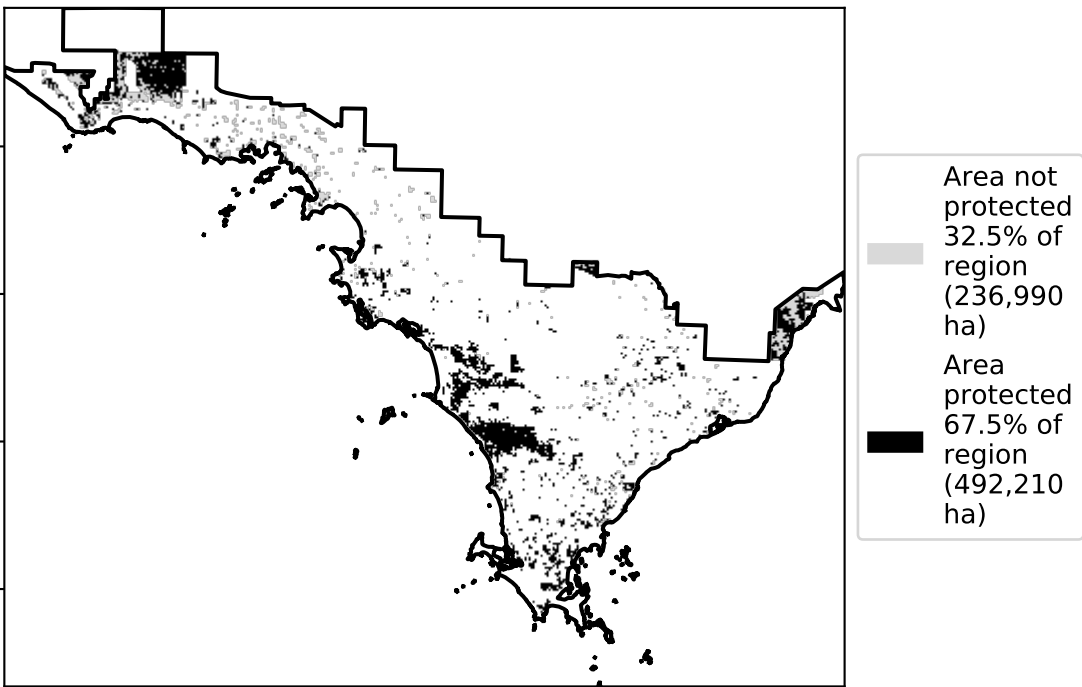 Area not
protected
32.5% of
region
(236,990
ha)
Area
protected
67.5% of
region
(492,210
ha)